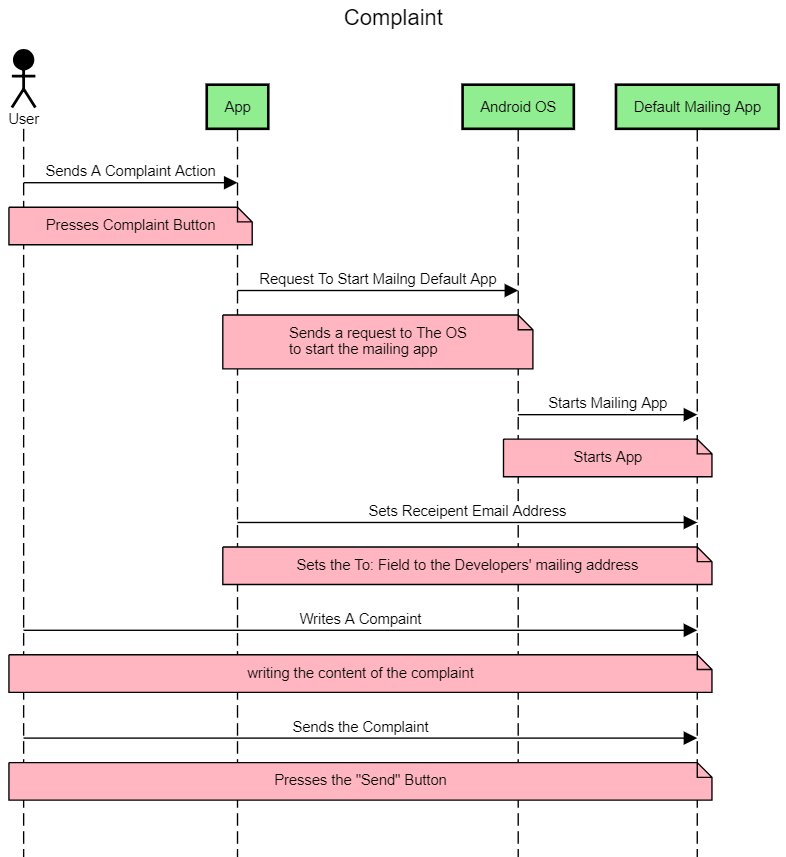 Complaint
User
App
Android OS
Default Mailing App
Sends A Complaint Action
Presses Complaint Button
Request To Start Mailng Default App
Sends a request to The OS
to start the mailing app
Starts Mailing App
Starts App
Sets Receipent Email Address
Sets the To: Field to the Developers' mailing address
Writes A Compaint
writing the content of the complaint
Sends the Complaint
Presses the "Send" Button